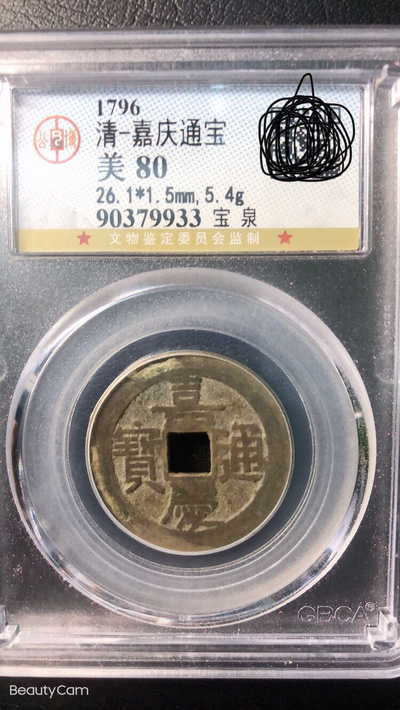 1796
清-嘉庆通宝
美 80
26.1*1.5mm,5.4g
90379933 宝 泉
★ 文物鉴定委员会监制 ★
嘉
寶 通
慶
GBCA®
BeautyCam